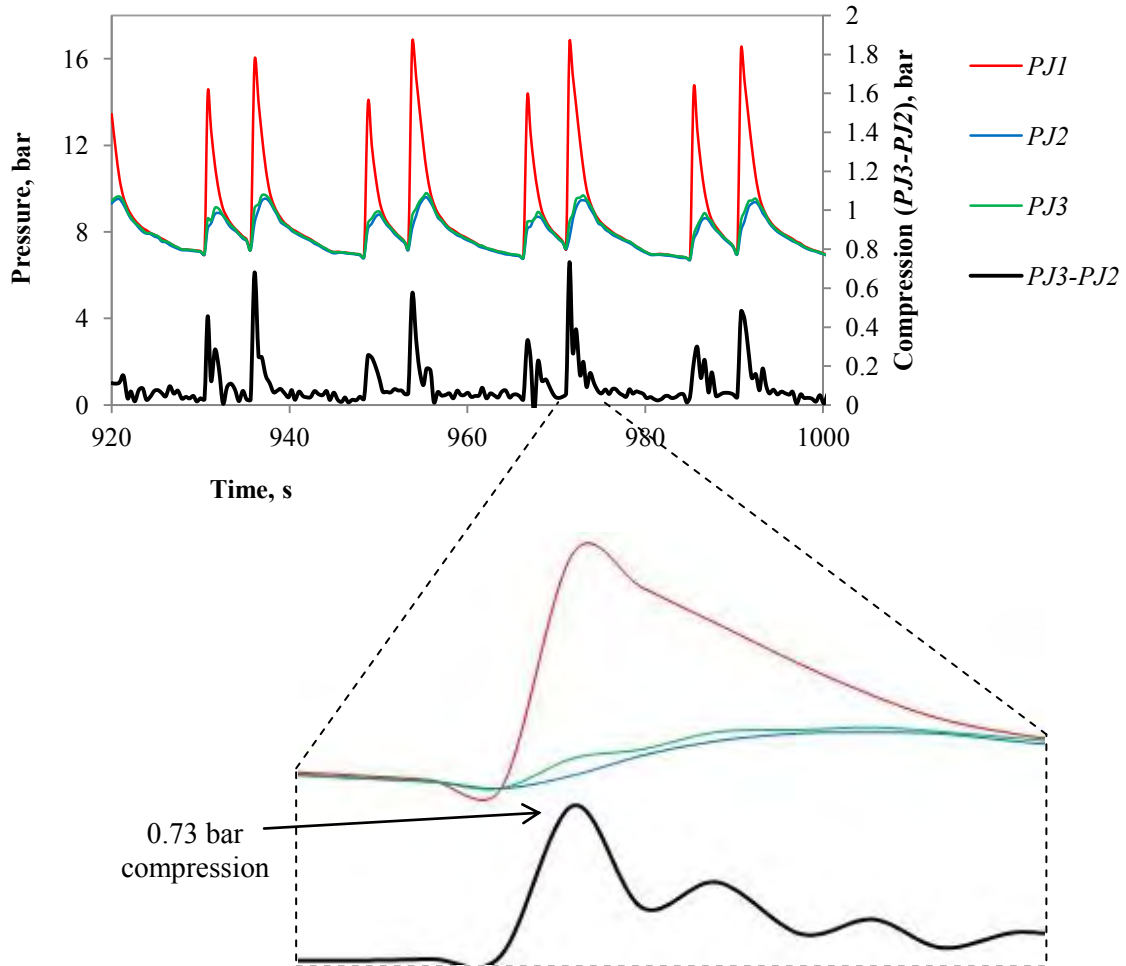 16
12
8
4
0
Pressure, bar
2
1.8
1.6
1.4
1.2
1
0.8
0.6
0.4
0.2
0
Compression (PJ3-PJ2), bar
920
940
960
980
1000
Time, s
PJ1
PJ2
PJ3
PJ3-PJ2
0.73 bar
compression